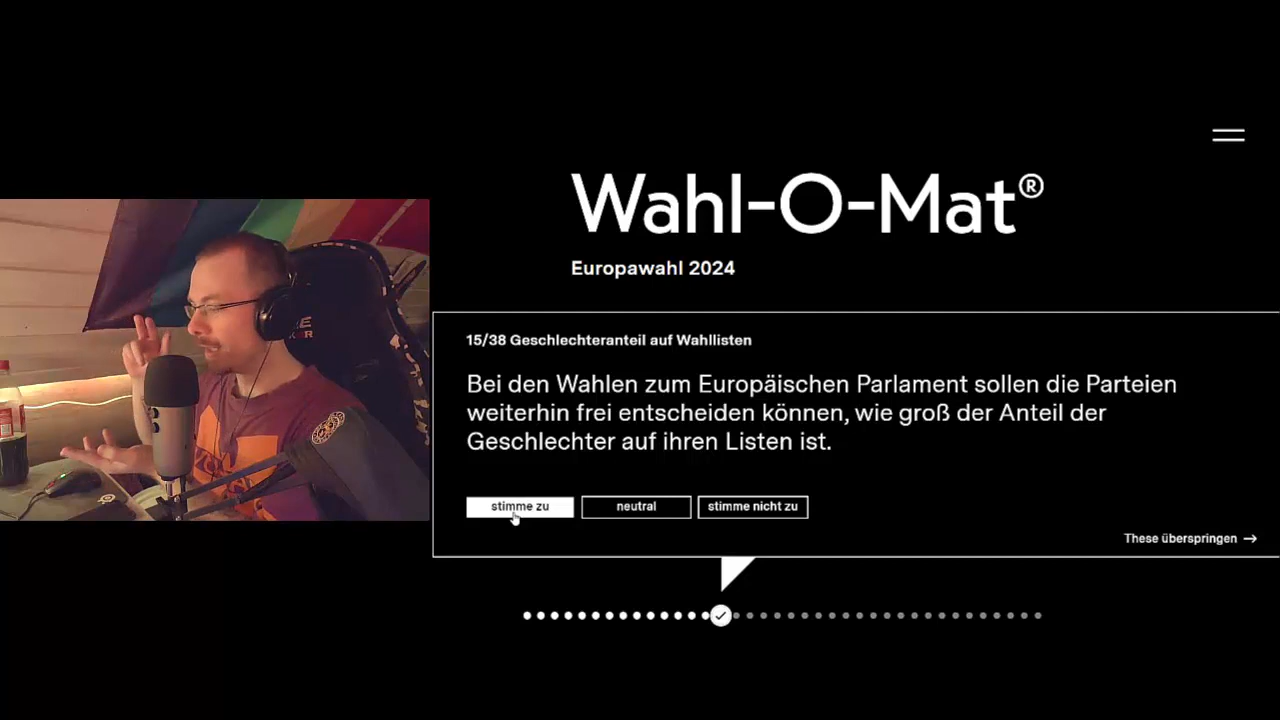 Wahl-O-Mat®
Europawahl 2024
15/38 Geschlechteranteil auf Wahllisten
Bei den Wahlen zum Europäischen Parlament sollen die Parteien
weiterhin frei entscheiden können, wie groß der Anteil der
Geschlechter auf ihren Listen ist.
stimme zu
neutral
stimme nicht zu
These überspringen →